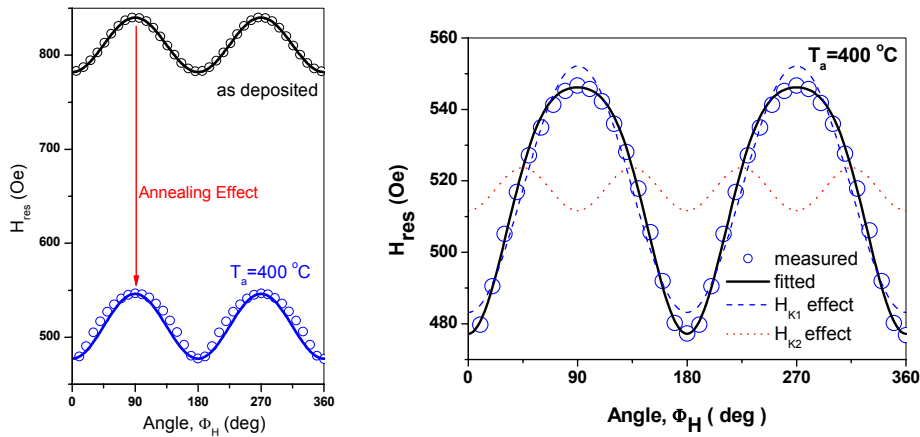 800
700
600
500
H_res (Oe)
as deposited
Annealing Effect
T_a=400 °C
0 90 180 270 360
Angle, Φ_H (deg)
560
540
520
500
480
H_res (Oe)
T_a=400 °C
measured
fitted
H_K1 effect
H_K2 effect
0 90 180 270 360
Angle, Φ_H ( deg )